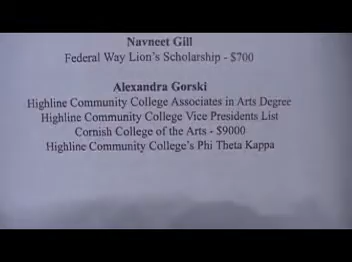 Navneet Gill
Federal Way Lion's Scholarship - $700
Alexandra Gorski
Highline Community College Associates in Arts Degree
Highline Community College Vice Presidents List
Cornish College of the Arts - $9000
Highline Community College's Phi Theta Kappa